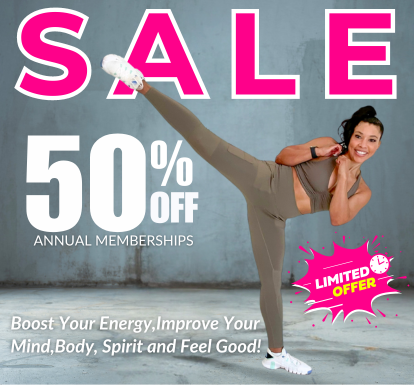 SALE
50% OFF
ANNUAL MEMBERSHIPS
LIMITED
OFFER
Boost Your Energy,Improve Your
Mind,Body, Spirit and Feel Good!